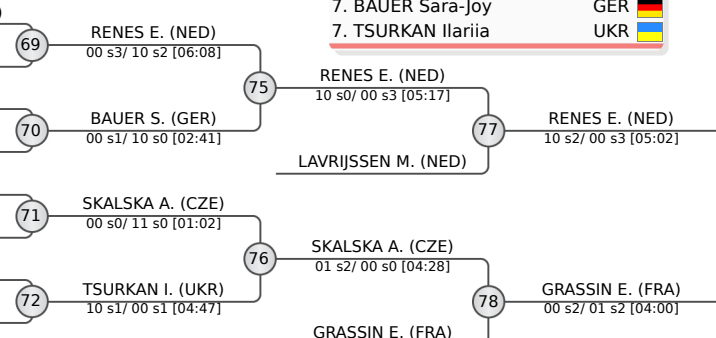 7. BAUER Sara-Joy GER
7. TSURKAN Ilariia UKR
69
RENES E. (NED)
00 s3/ 10 s2 [06:08]
75
RENES E. (NED)
10 s0/ 00 s3 [05:17]
70
BAUER S. (GER)
00 s1/ 10 s0 [02:41]
77
RENES E. (NED)
10 s2/ 00 s3 [05:02]
LAVRIJSSEN M. (NED)
71
SKALSKA A. (CZE)
00 s0/ 11 s0 [01:02]
76
SKALSKA A. (CZE)
01 s2/ 00 s0 [04:28]
72
TSURKAN I. (UKR)
10 s1/ 00 s1 [04:47]
78
GRASSIN E. (FRA)
00 s2/ 01 s2 [04:00]
GRASSIN E. (FRA)